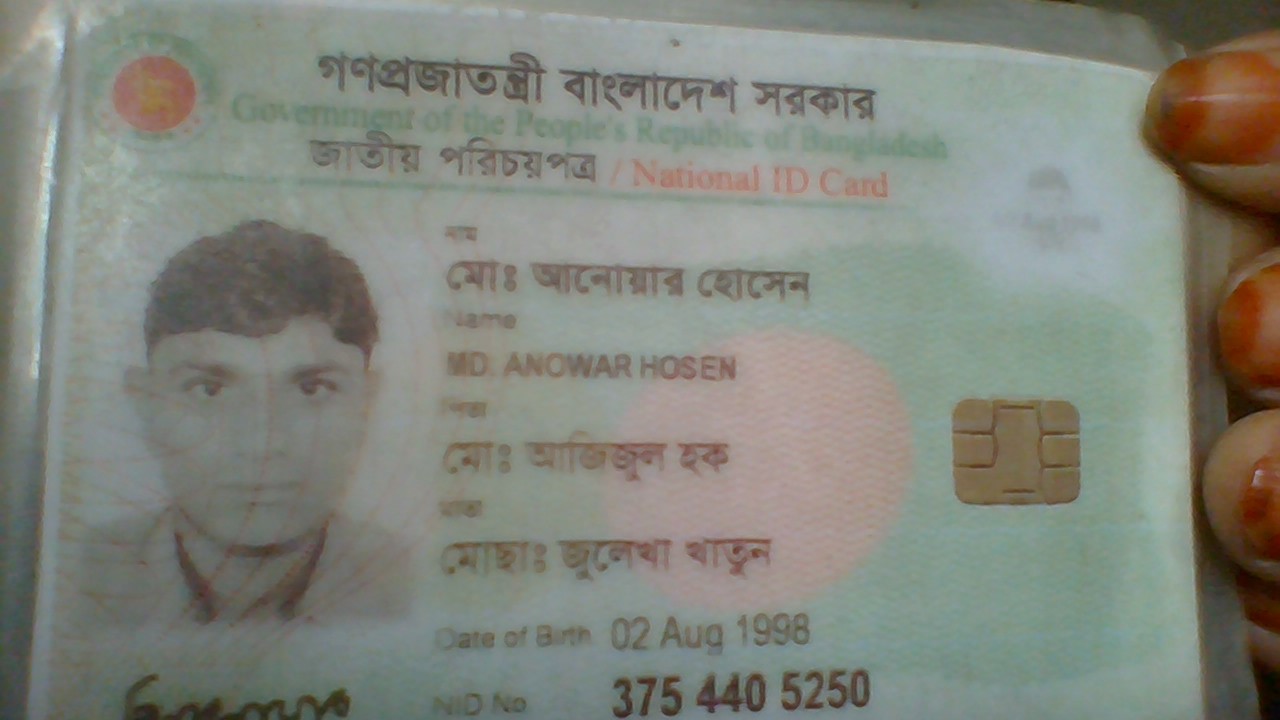 গণপ্রজাতন্ত্রী বাংলাদেশ সরকার
Government of the People's Republic of Bangladesh
জাতীয় পরিচয়পত্র / National ID Card
নাম
মোঃ আনোয়ার হোসেন
Name
MD. ANOWAR HOSEN
পিতা
মোঃ আজিজুল হক
মাতা
মোছাঃ জুলেখা খাতুন
Date of Birth 02 Aug 1998
NID No 375 440 5250